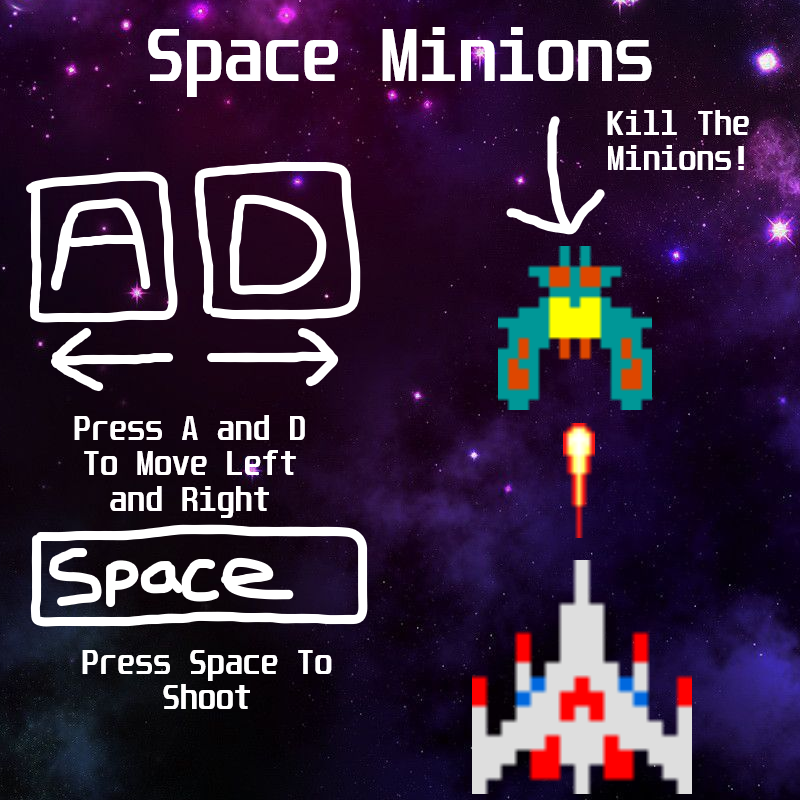 Space Minions
Kill The
Minions!
A D
Press A and D
To Move Left
and Right
Space
Press Space To
Shoot